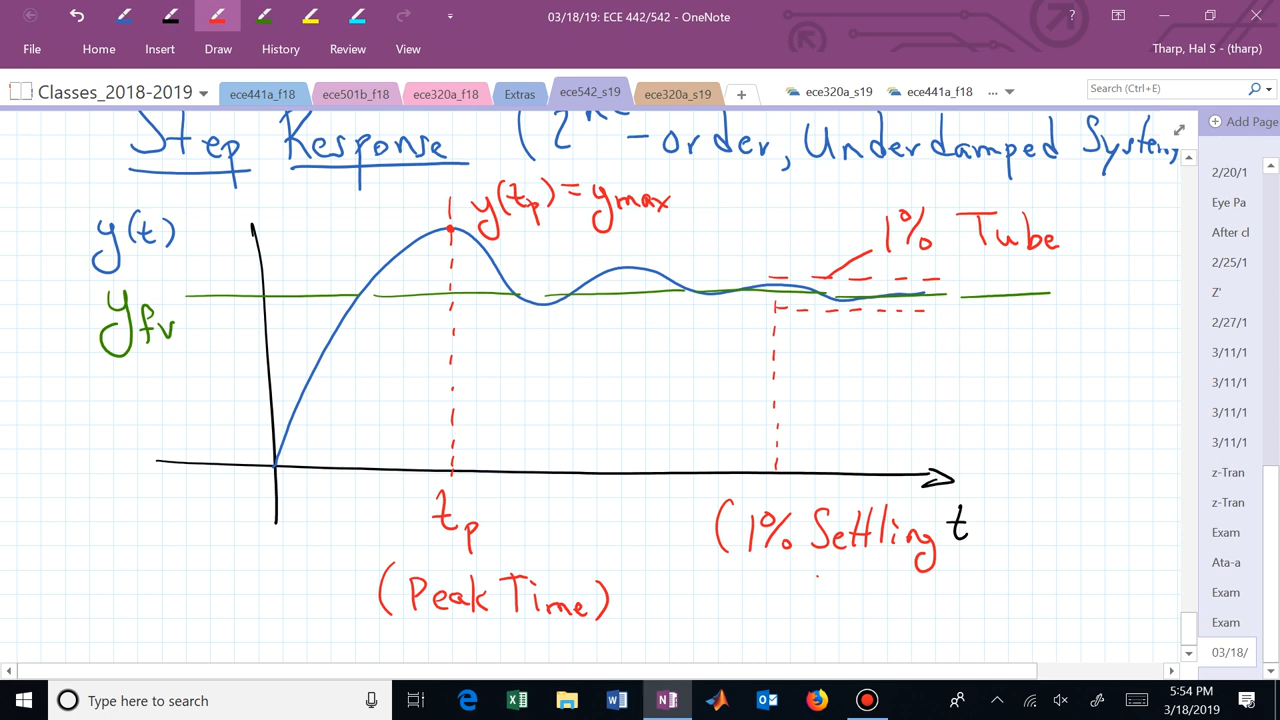 03/18/19: ECE 442/542 - OneNote
File Home Insert Draw History Review View
Tharp, Hal S - (tharp)
Classes_2018-2019 ece441a_f18 ece501b_f18 ece320a_f18 Extras ece542_s19 ece320a_s19 ece320a_s19 ece441a_f18 ...
Search (Ctrl+E)
Add Page
Step Response (2nd-order, Underdamped System,
y(tp) = ymax
1% Tube
y(t)
yfv
tp
(1% Settling
t
(Peak Time)
2/20/1
Eye Pa
After cl
2/25/1
Z'
2/27/1
3/11/1
3/11/1
3/11/1
3/11/1
z-Tran
z-Tran
Exam
Ata-a
Exam
Exam
03/18/
Type here to search
5:54 PM
3/18/2019